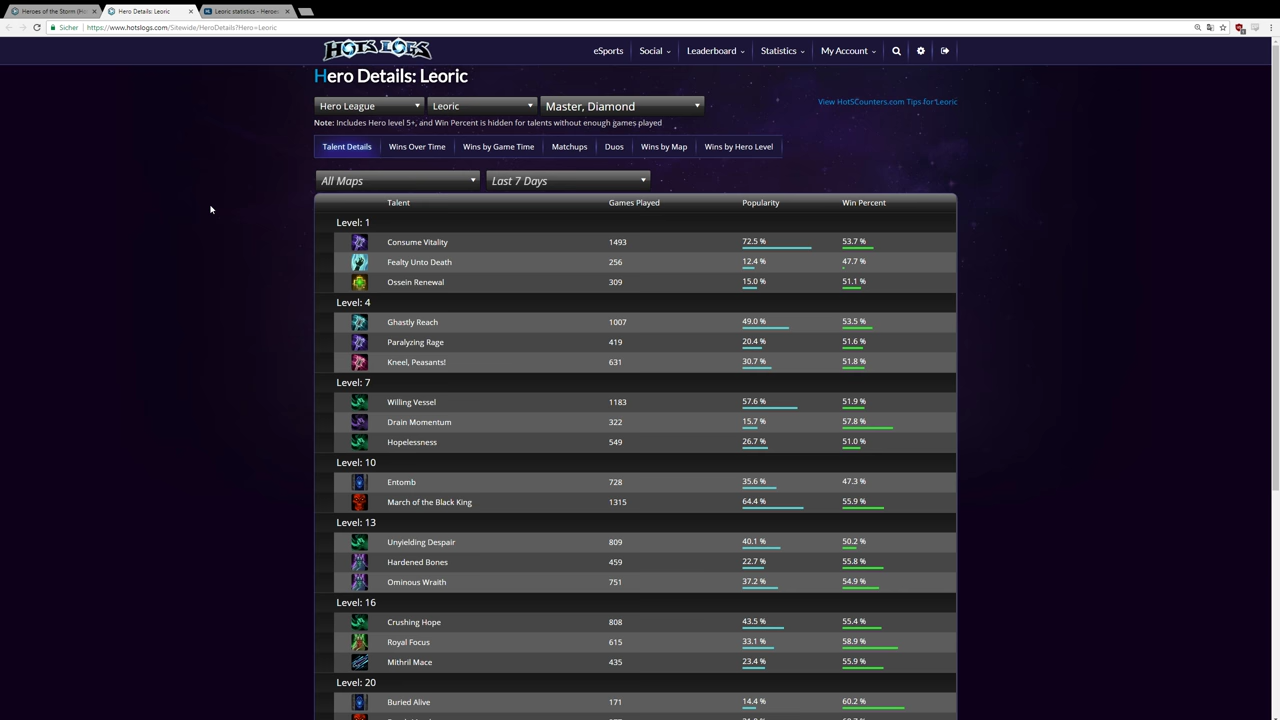 Heroes of the Storm (H
Hero Details: Leoric
Leoric statistics - Heroes
Sicher https://www.hotslogs.com/Sitewide/HeroDetails?Hero=Leoric
HOTS LOGS
eSports Social Leaderboard Statistics My Account
Hero Details: Leoric
Hero League Leoric Master, Diamond
View HotSCounters.com Tips for Leoric
Note: Includes Hero level 5+, and Win Percent is hidden for talents without enough games played
Talent Details Wins Over Time Wins by Game Time Matchups Duos Wins by Map Wins by Hero Level
All Maps Last 7 Days
Talent Games Played Popularity Win Percent
Level: 1
Consume Vitality 1493 72.5 % 53.7 %
Fealty Unto Death 256 12.4 % 47.7 %
Ossein Renewal 309 15.0 % 51.1 %
Level: 4
Ghastly Reach 1007 49.0 % 53.5 %
Paralyzing Rage 419 20.4 % 51.6 %
Kneel, Peasants! 631 30.7 % 51.8 %
Level: 7
Willing Vessel 1183 57.6 % 51.9 %
Drain Momentum 322 15.7 % 57.8 %
Hopelessness 549 26.7 % 51.0 %
Level: 10
Entomb 728 35.6 % 47.3 %
March of the Black King 1315 64.4 % 55.9 %
Level: 13
Unyielding Despair 809 40.1 % 50.2 %
Hardened Bones 459 22.7 % 55.8 %
Ominous Wraith 751 37.2 % 54.9 %
Level: 16
Crushing Hope 808 43.5 % 55.4 %
Royal Focus 615 33.1 % 58.9 %
Mithril Mace 435 23.4 % 55.9 %
Level: 20
Buried Alive 171 14.4 % 60.2 %